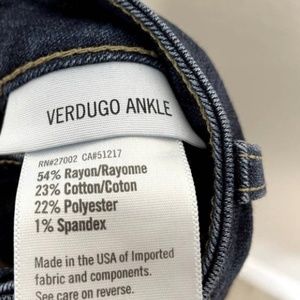 VERDUGO ANKLE
RN#27002 CA#51217
54% Rayon/Rayonne
23% Cotton/Coton
22% Polyester
1% Spandex
Made in the USA of Imported
fabric and components.
See care on reverse.